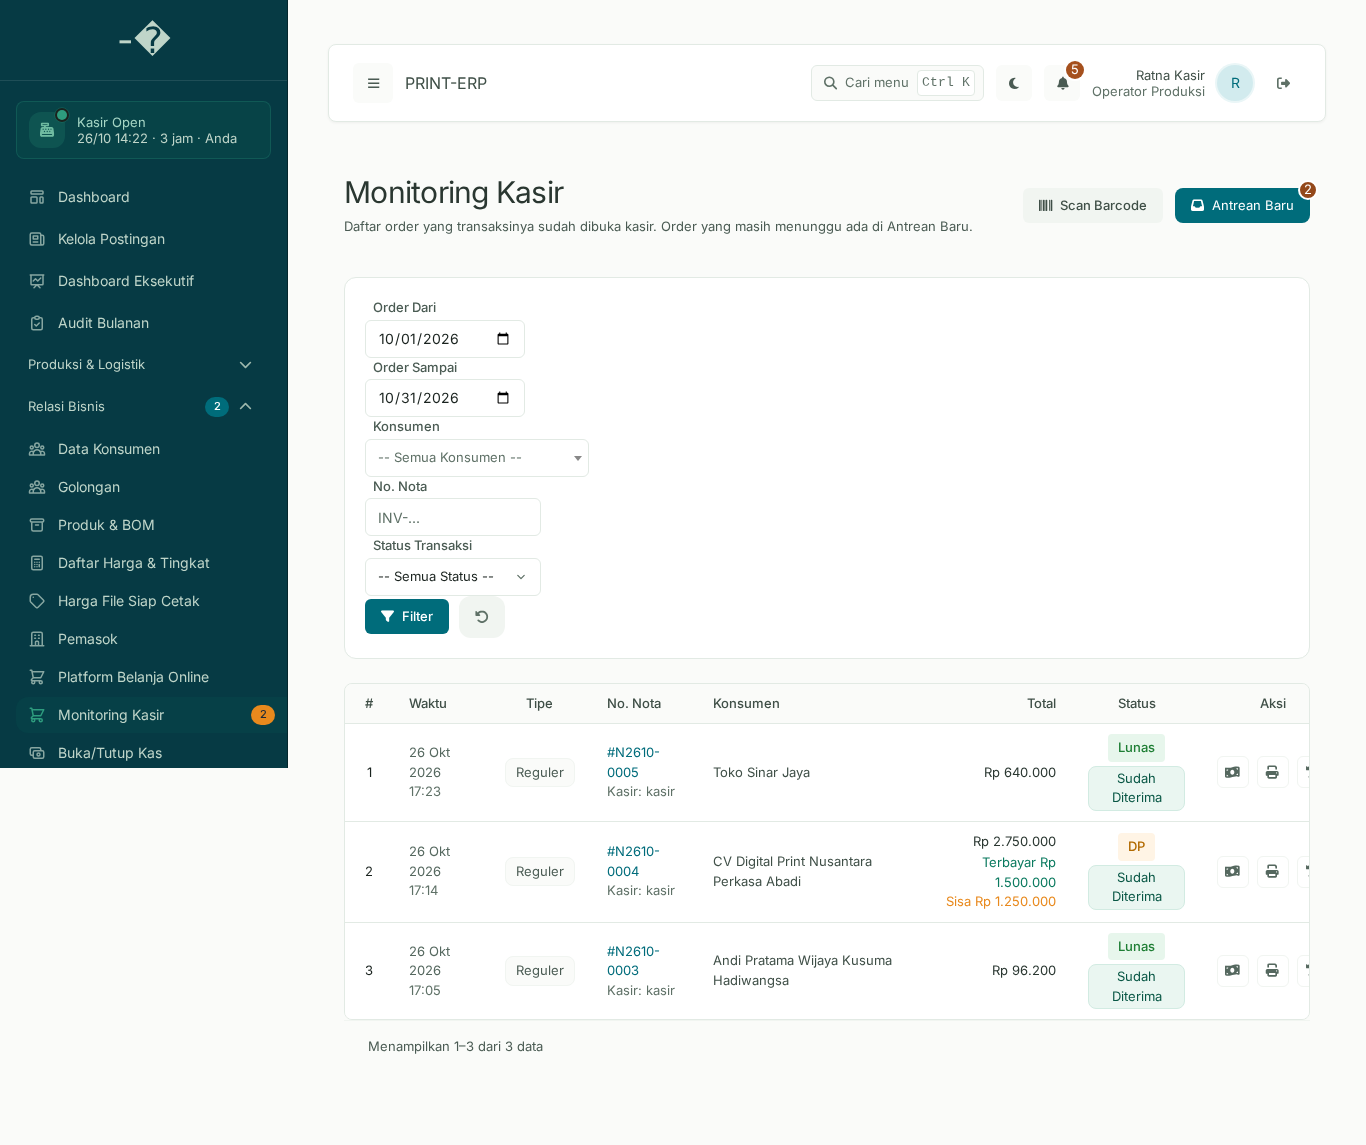 Kasir Open
26/10 14:22 · 3 jam · Anda
Dashboard
Kelola Postingan
Dashboard Eksekutif
Audit Bulanan
Produksi & Logistik
Relasi Bisnis 2
Data Konsumen
Golongan
Produk & BOM
Daftar Harga & Tingkat
Harga File Siap Cetak
Pemasok
Platform Belanja Online
Monitoring Kasir 2
Buka/Tutup Kas
PRINT-ERP
Cari menu Ctrl K
5
Ratna Kasir
Operator Produksi
R
Monitoring Kasir
Daftar order yang transaksinya sudah dibuka kasir. Order yang masih menunggu ada di Antrean Baru.
Scan Barcode
Antrean Baru 2
Order Dari
10/01/2026
Order Sampai
10/31/2026
Konsumen
-- Semua Konsumen --
No. Nota
INV-...
Status Transaksi
-- Semua Status --
Filter
# Waktu Tipe No. Nota Konsumen Total Status Aksi
1
26 Okt
2026
17:23
Reguler
#N2610-
0005
Kasir: kasir
Toko Sinar Jaya
Rp 640.000
Lunas
Sudah
Diterima
2
26 Okt
2026
17:14
Reguler
#N2610-
0004
Kasir: kasir
CV Digital Print Nusantara
Perkasa Abadi
Rp 2.750.000
Terbayar Rp
1.500.000
Sisa Rp 1.250.000
DP
Sudah
Diterima
3
26 Okt
2026
17:05
Reguler
#N2610-
0003
Kasir: kasir
Andi Pratama Wijaya Kusuma
Hadiwangsa
Rp 96.200
Lunas
Sudah
Diterima
Menampilkan 1–3 dari 3 data